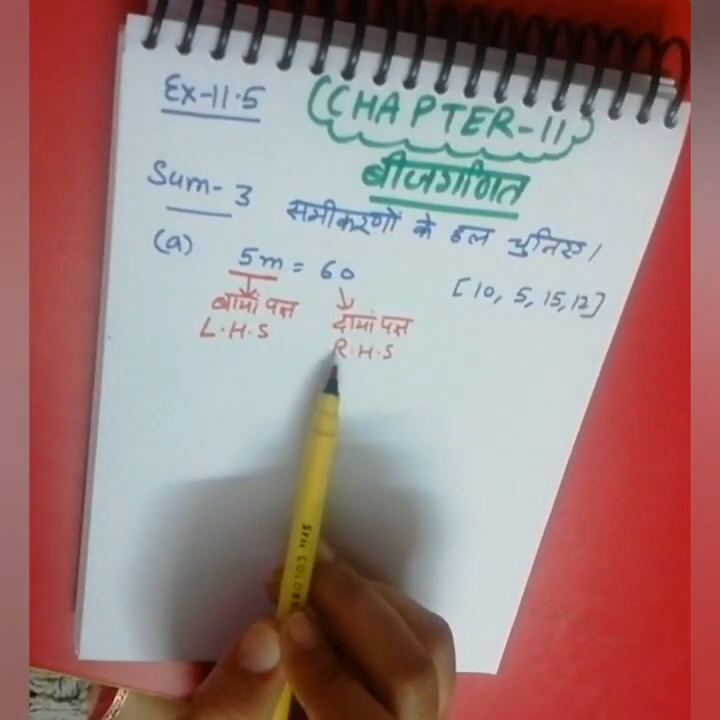 Ex-11.5
CHAPTER-11
बीजगणित
Sum-3 समीकरणों के हल चुनिए।
(a) 5m = 60 [10, 5, 15, 12]
बायां पक्ष दायां पक्ष
L.H.S R.H.S